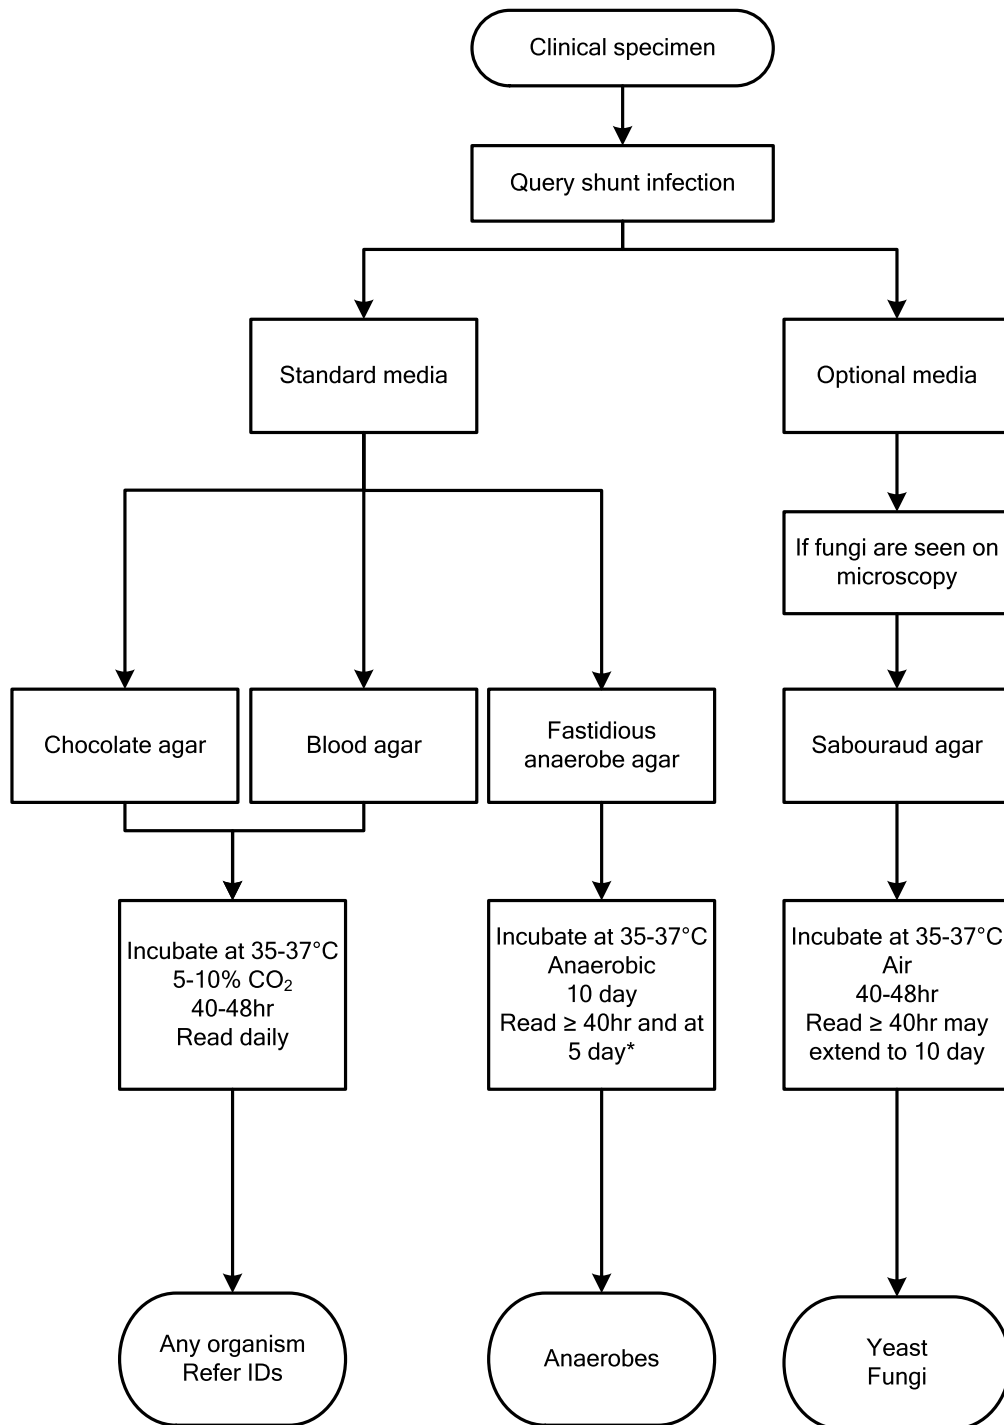 Clinical specimen
Query shunt infection
Standard media
Optional media
If fungi are seen on
microscopy
Chocolate agar
Blood agar
Fastidious
anaerobe agar
Sabouraud agar
Incubate at 35-37°C
5-10% CO₂
40-48hr
Read daily
Incubate at 35-37°C
Anaerobic
10 day
Read ≥ 40hr and at
5 day*
Incubate at 35-37°C
Air
40-48hr
Read ≥ 40hr may
extend to 10 day
Any organism
Refer IDs
Anaerobes
Yeast
Fungi